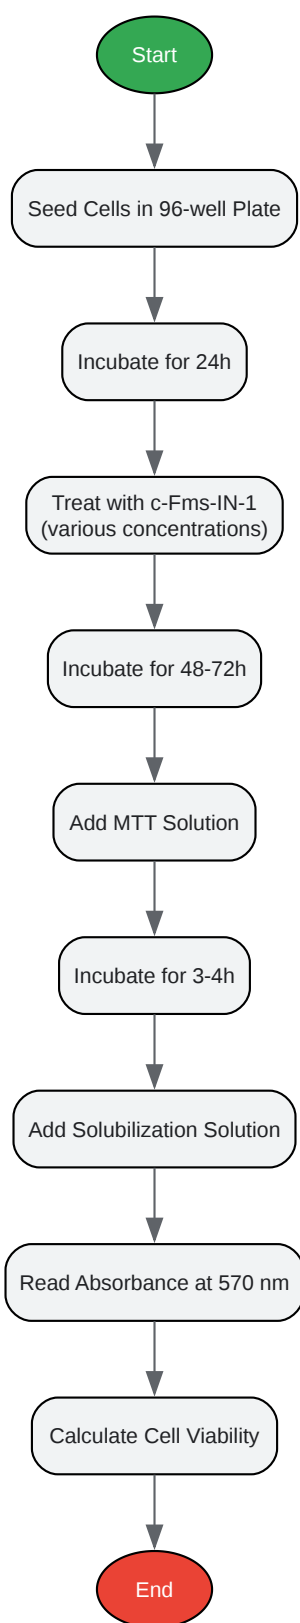 Start
Seed Cells in 96-well Plate
Incubate for 24h
Treat with c-Fms-IN-1
(various concentrations)
Incubate for 48-72h
Add MTT Solution
Incubate for 3-4h
Add Solubilization Solution
Read Absorbance at 570 nm
Calculate Cell Viability
End